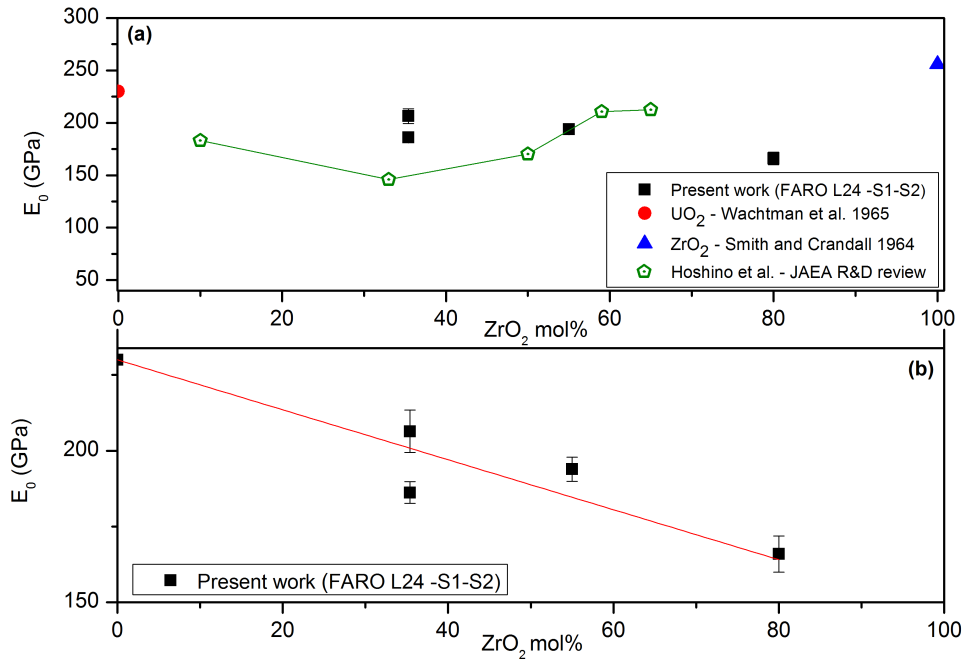 (a)
300
250
200
150
100
50
E₀ (GPa)
0 20 40 60 80 100
ZrO₂ mol%
Present work (FARO L24 -S1-S2)
UO₂ - Wachtman et al. 1965
ZrO₂ - Smith and Crandall 1964
Hoshino et al. - JAEA R&D review
(b)
200
150
E₀ (GPa)
Present work (FARO L24 -S1-S2)
0 20 40 60 80 100
ZrO₂ mol%